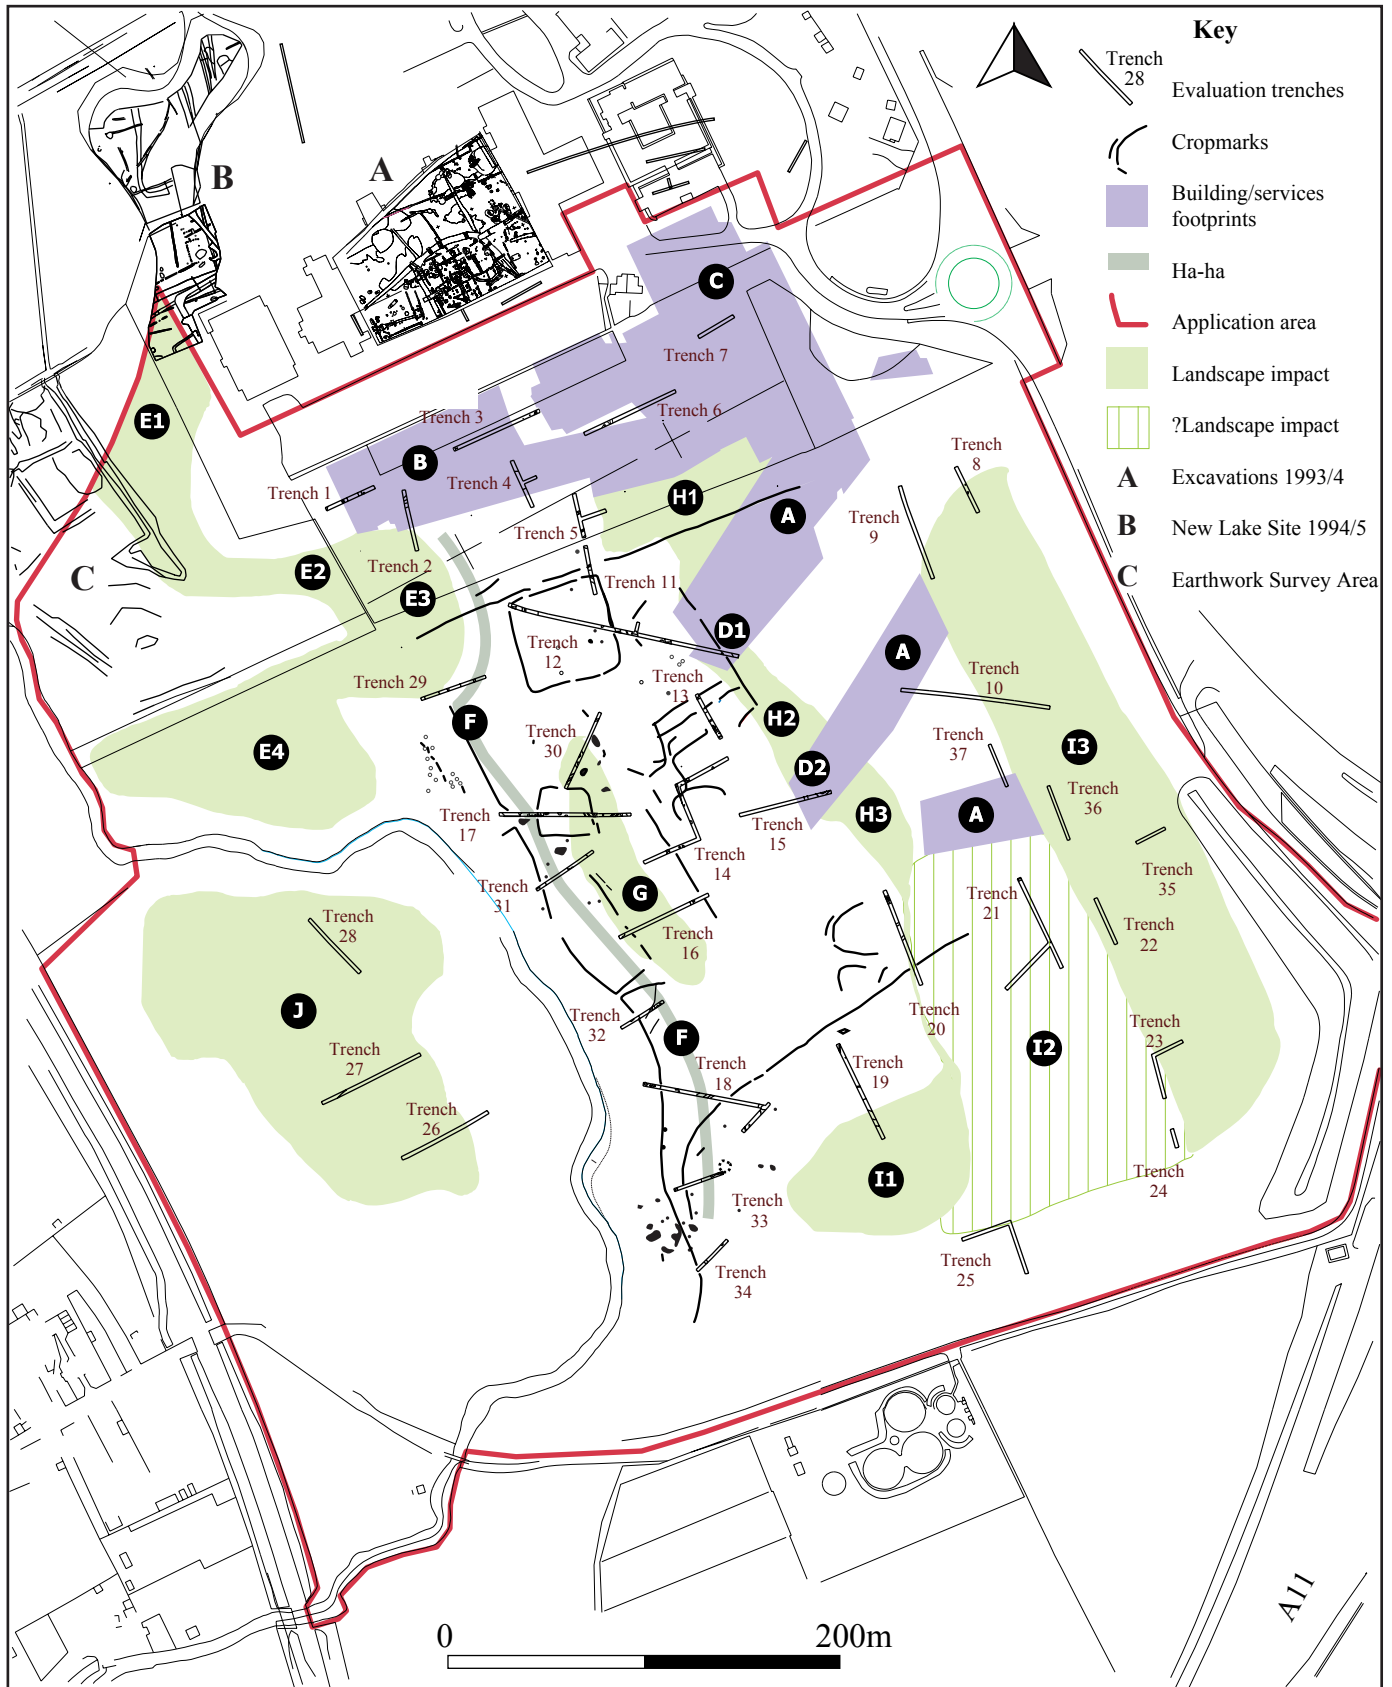 Key
Trench
28
Evaluation trenches
Cropmarks
Building/services
footprints
Ha-ha
Application area
Landscape impact
?Landscape impact
A
Excavations 1993/4
B
New Lake Site 1994/5
C
Earthwork Survey Area
B
A
C
C
Trench 7
E1
Trench 3
Trench 6
B
Trench 4
Trench 1
H1
Trench 8
A
Trench
9
Trench 5
Trench 2
E2
E3
Trench 11
D1
Trench
12
A
Trench
10
Trench 29
Trench
13
F
H2
Trench
30
E4
I3
D2
Trench
37
Trench
36
Trench
17
Trench
15
H3
A
Trench
14
Trench
35
Trench
31
G
Trench
21
Trench
28
Trench
16
Trench
22
J
Trench
32
Trench
20
F
Trench
23
I2
Trench
27
Trench
18
Trench
19
Trench
26
I1
Trench
24
Trench
33
Trench
25
Trench
34
A11
0
200m